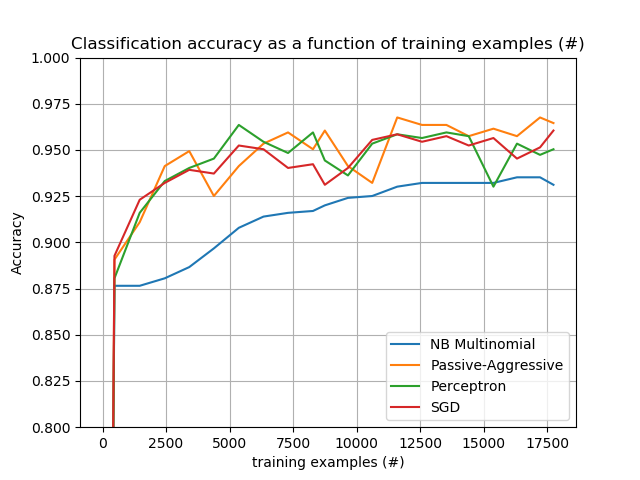 Classification accuracy as a function of training examples (#)
1.000
0.975
0.950
0.925
0.900
0.875
0.850
0.825
0.800
Accuracy
NB Multinomial
Passive-Aggressive
Perceptron
SGD
0 2500 5000 7500 10000 12500 15000 17500
training examples (#)